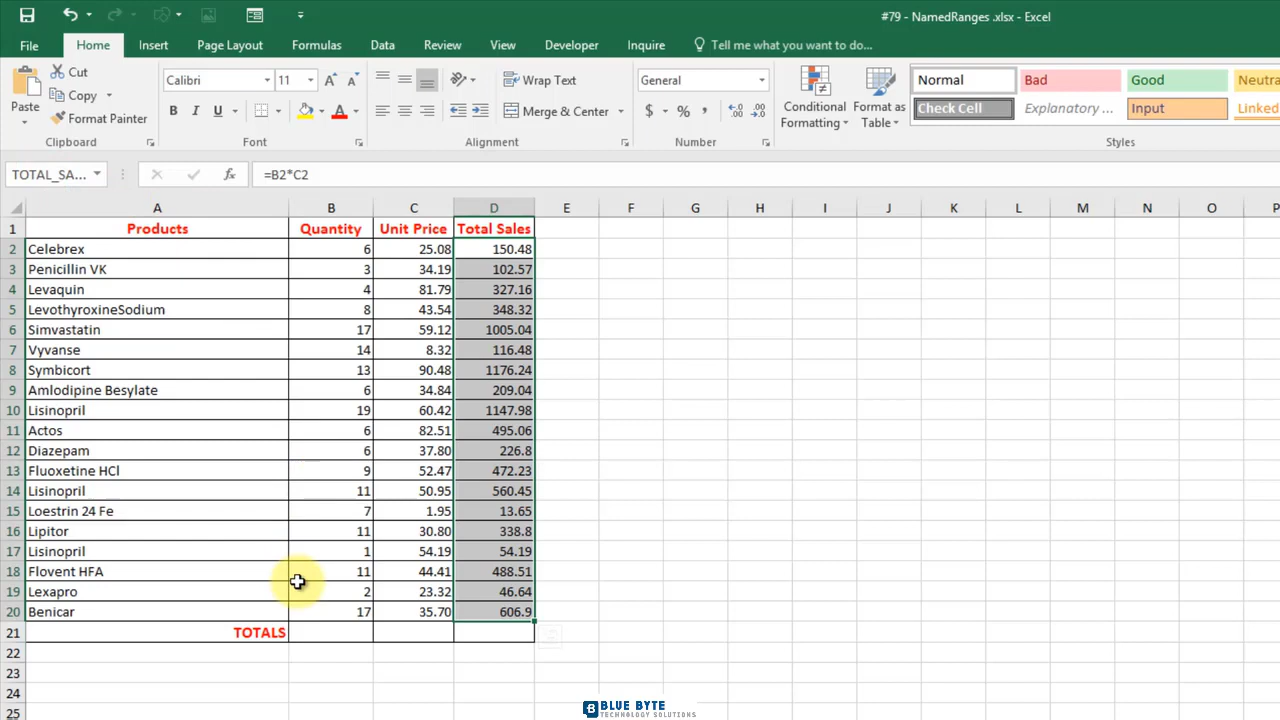 #79 - NamedRanges .xlsx - Excel
File Home Insert Page Layout Formulas Data Review View Developer Inquire Tell me what you want to do...
Paste
Cut
Copy
Format Painter
Clipboard
Calibri 11
B I U
Font
Wrap Text
Merge & Center
Alignment
General
$ % ,
Number
Conditional
Formatting
Format as
Table
Normal Bad Good Neutra
Check Cell Explanatory ... Input Linked
Styles
TOTAL_SA... fx =B2*C2
A B C D E F G H I J K L M N O P
1 Products Quantity Unit Price Total Sales
2 Celebrex 6 25.08 150.48
3 Penicillin VK 3 34.19 102.57
4 Levaquin 4 81.79 327.16
5 LevothyroxineSodium 8 43.54 348.32
6 Simvastatin 17 59.12 1005.04
7 Vyvanse 14 8.32 116.48
8 Symbicort 13 90.48 1176.24
9 Amlodipine Besylate 6 34.84 209.04
10 Lisinopril 19 60.42 1147.98
11 Actos 6 82.51 495.06
12 Diazepam 6 37.80 226.8
13 Fluoxetine HCl 9 52.47 472.23
14 Lisinopril 11 50.95 560.45
15 Loestrin 24 Fe 7 1.95 13.65
16 Lipitor 11 30.80 338.8
17 Lisinopril 1 54.19 54.19
18 Flovent HFA 11 44.41 488.51
19 Lexapro 2 23.32 46.64
20 Benicar 17 35.70 606.9
21 TOTALS
22
23
24
25
BLUE BYTE
TECHNOLOGY SOLUTIONS